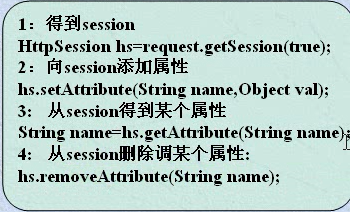 1：得到session
HttpSession hs=request.getSession(true);
2：向session添加属性
hs.setAttribute(String name,Object val);
3： 从session得到某个属性
String name=hs.getAttribute(String name);
4： 从session删除调某个属性:
hs.removeAttribute(String name);